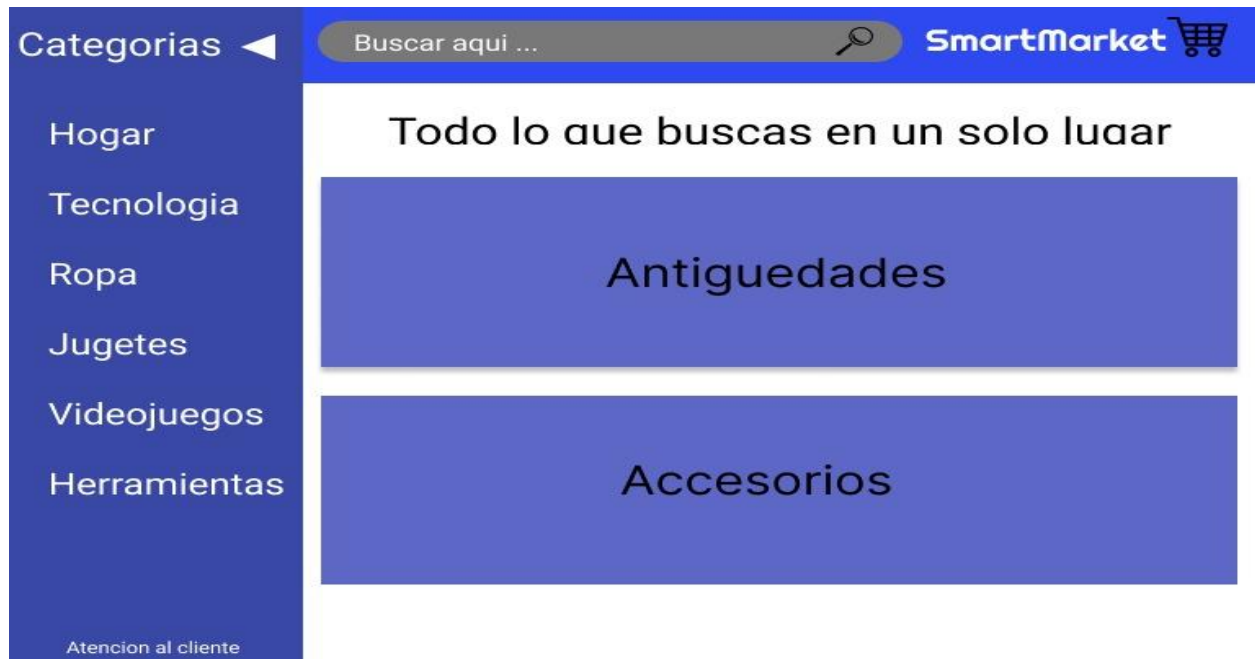 Categorias
Buscar aqui ...
SmartMarket
Hogar
Tecnologia
Ropa
Jugetes
Videojuegos
Herramientas
Atencion al cliente
Todo lo que buscas en un solo lugar
Antiguedades
Accesorios